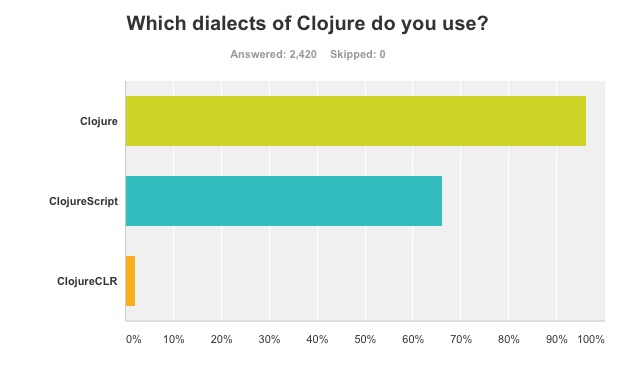 Which dialects of Clojure do you use?
Answered: 2,420 Skipped: 0
Clojure
ClojureScript
ClojureCLR
0% 10% 20% 30% 40% 50% 60% 70% 80% 90% 100%